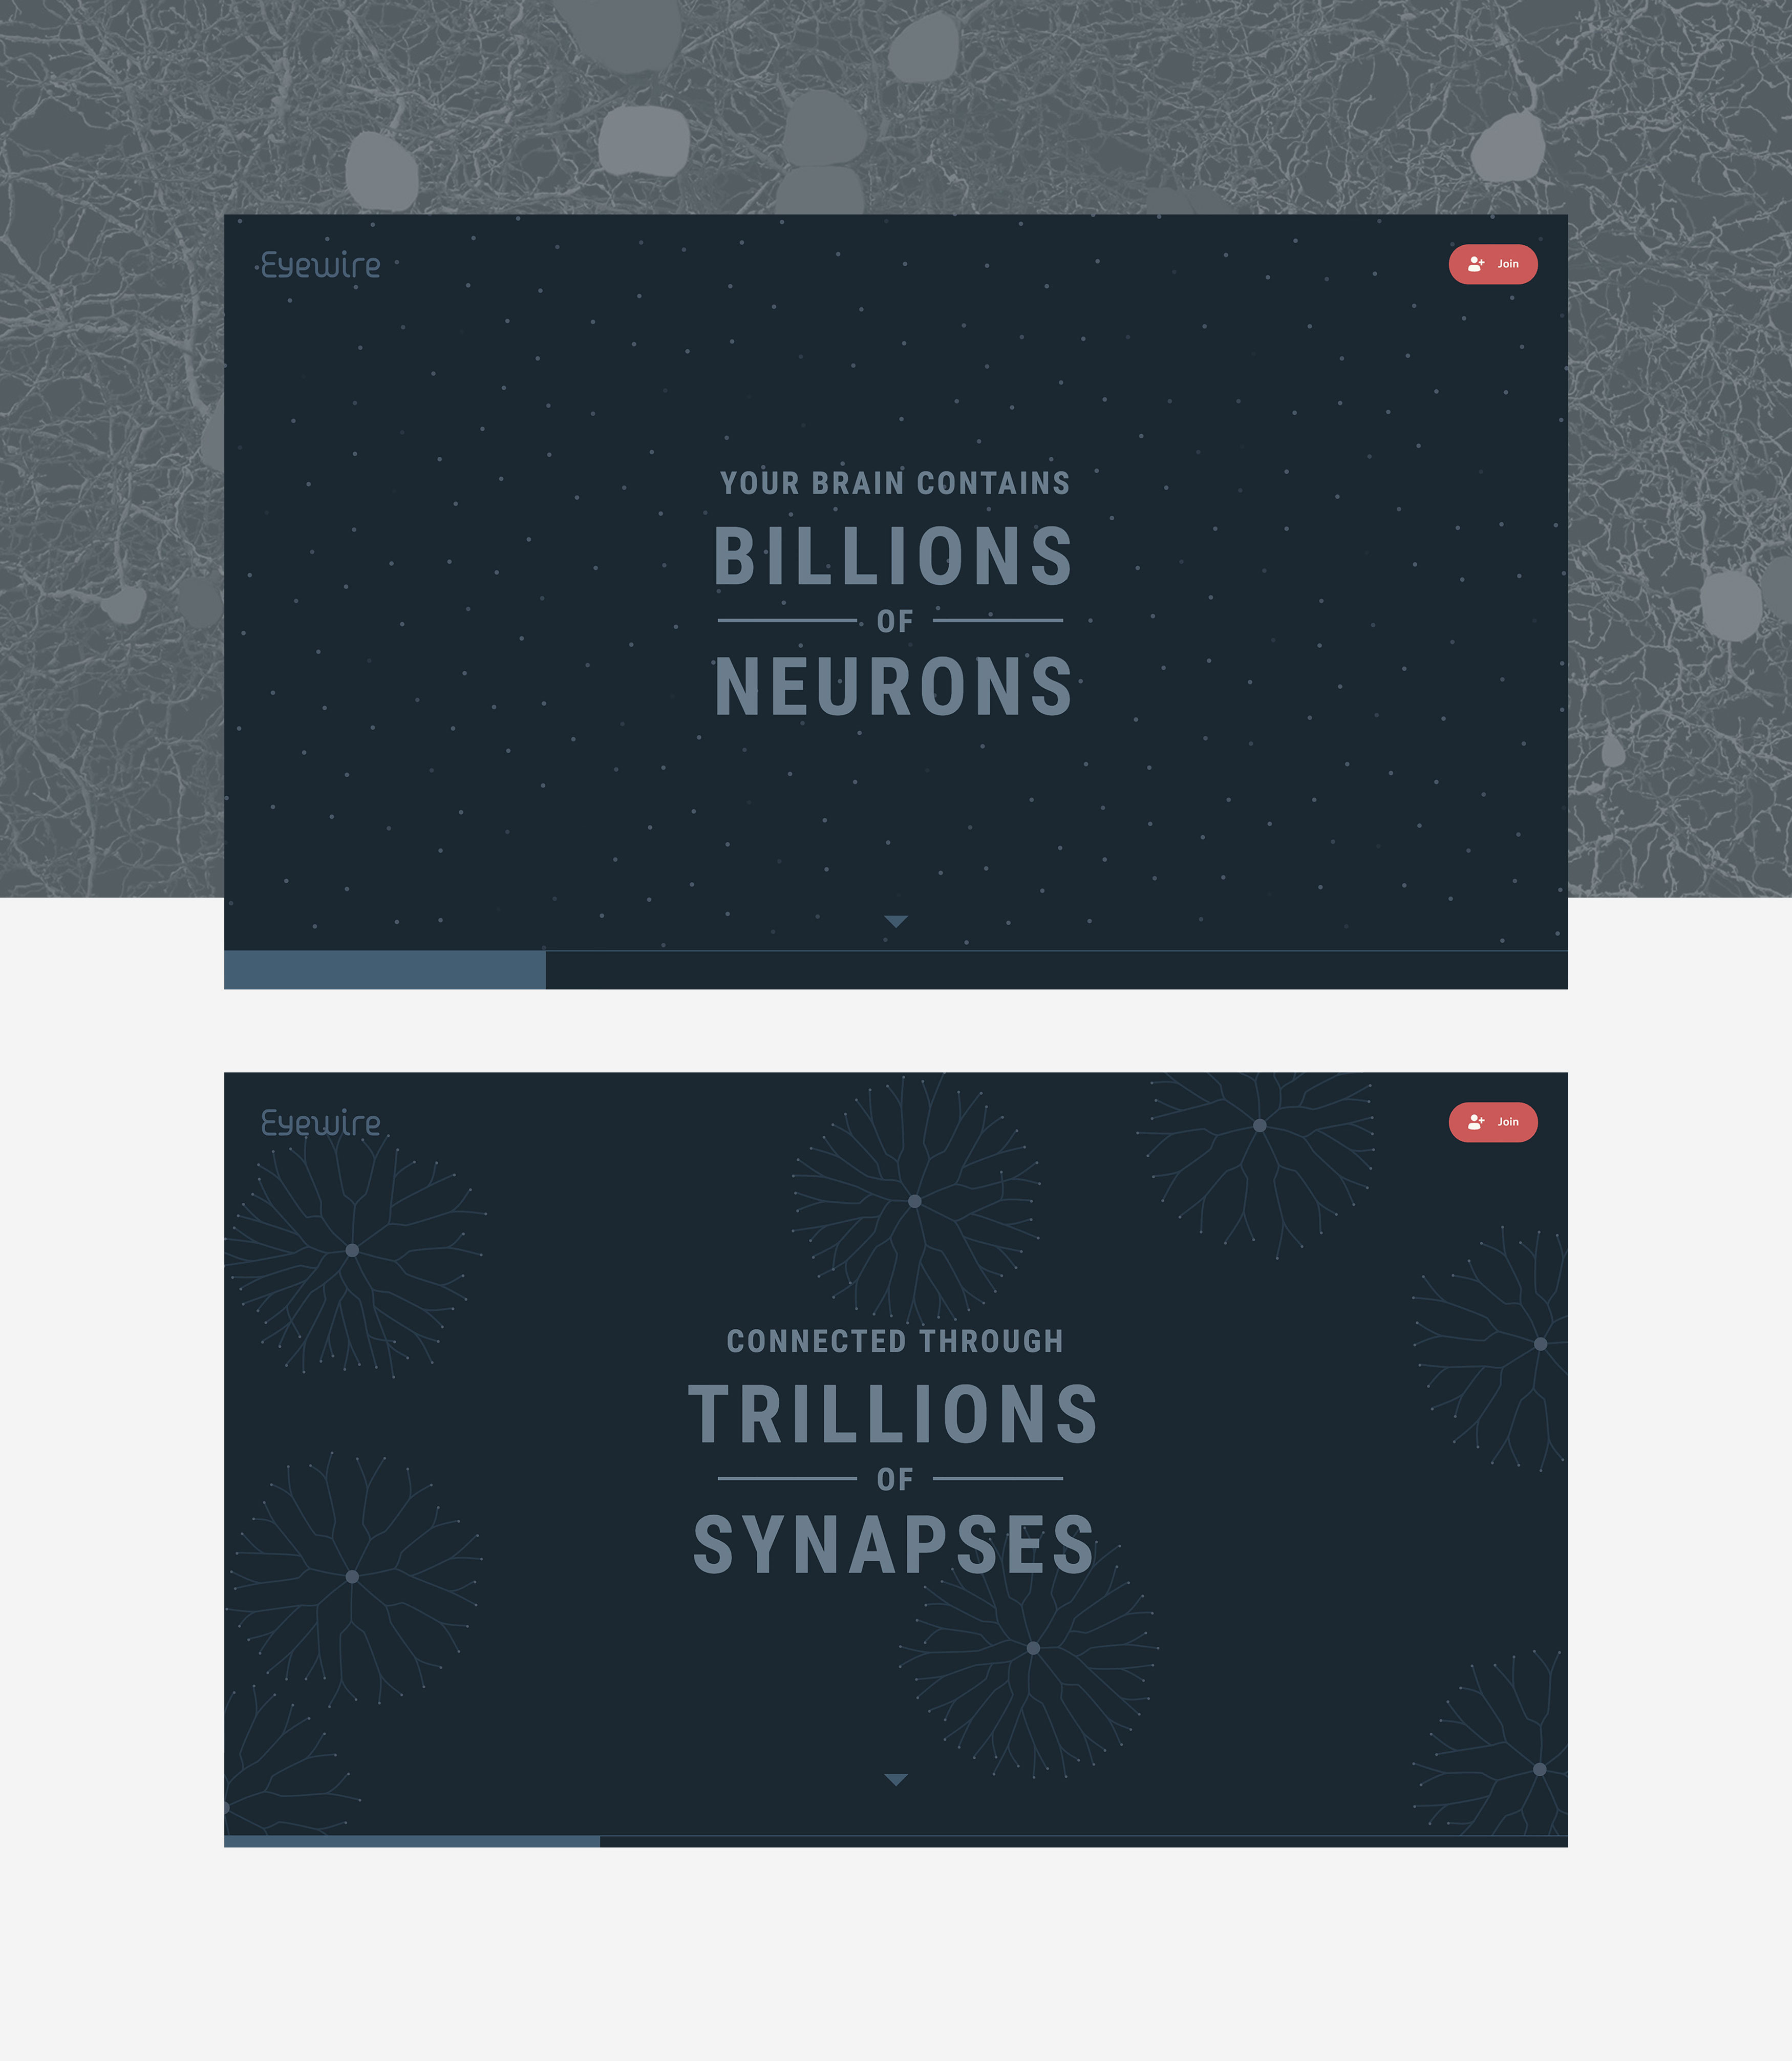 Eyewire
Join
YOUR BRAIN CONTAINS
BILLIONS
OF
NEURONS
Eyewire
Join
CONNECTED THROUGH
TRILLIONS
OF
SYNAPSES